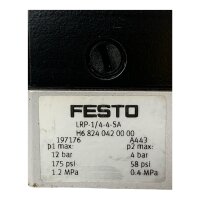 FESTO
LRP-1/4-4-SA
H6 824 042 00 00
197176 A443
p1 max: p2 max:
12 bar 4 bar
175 psi 58 psi
1.2 MPa 0.4 MPa